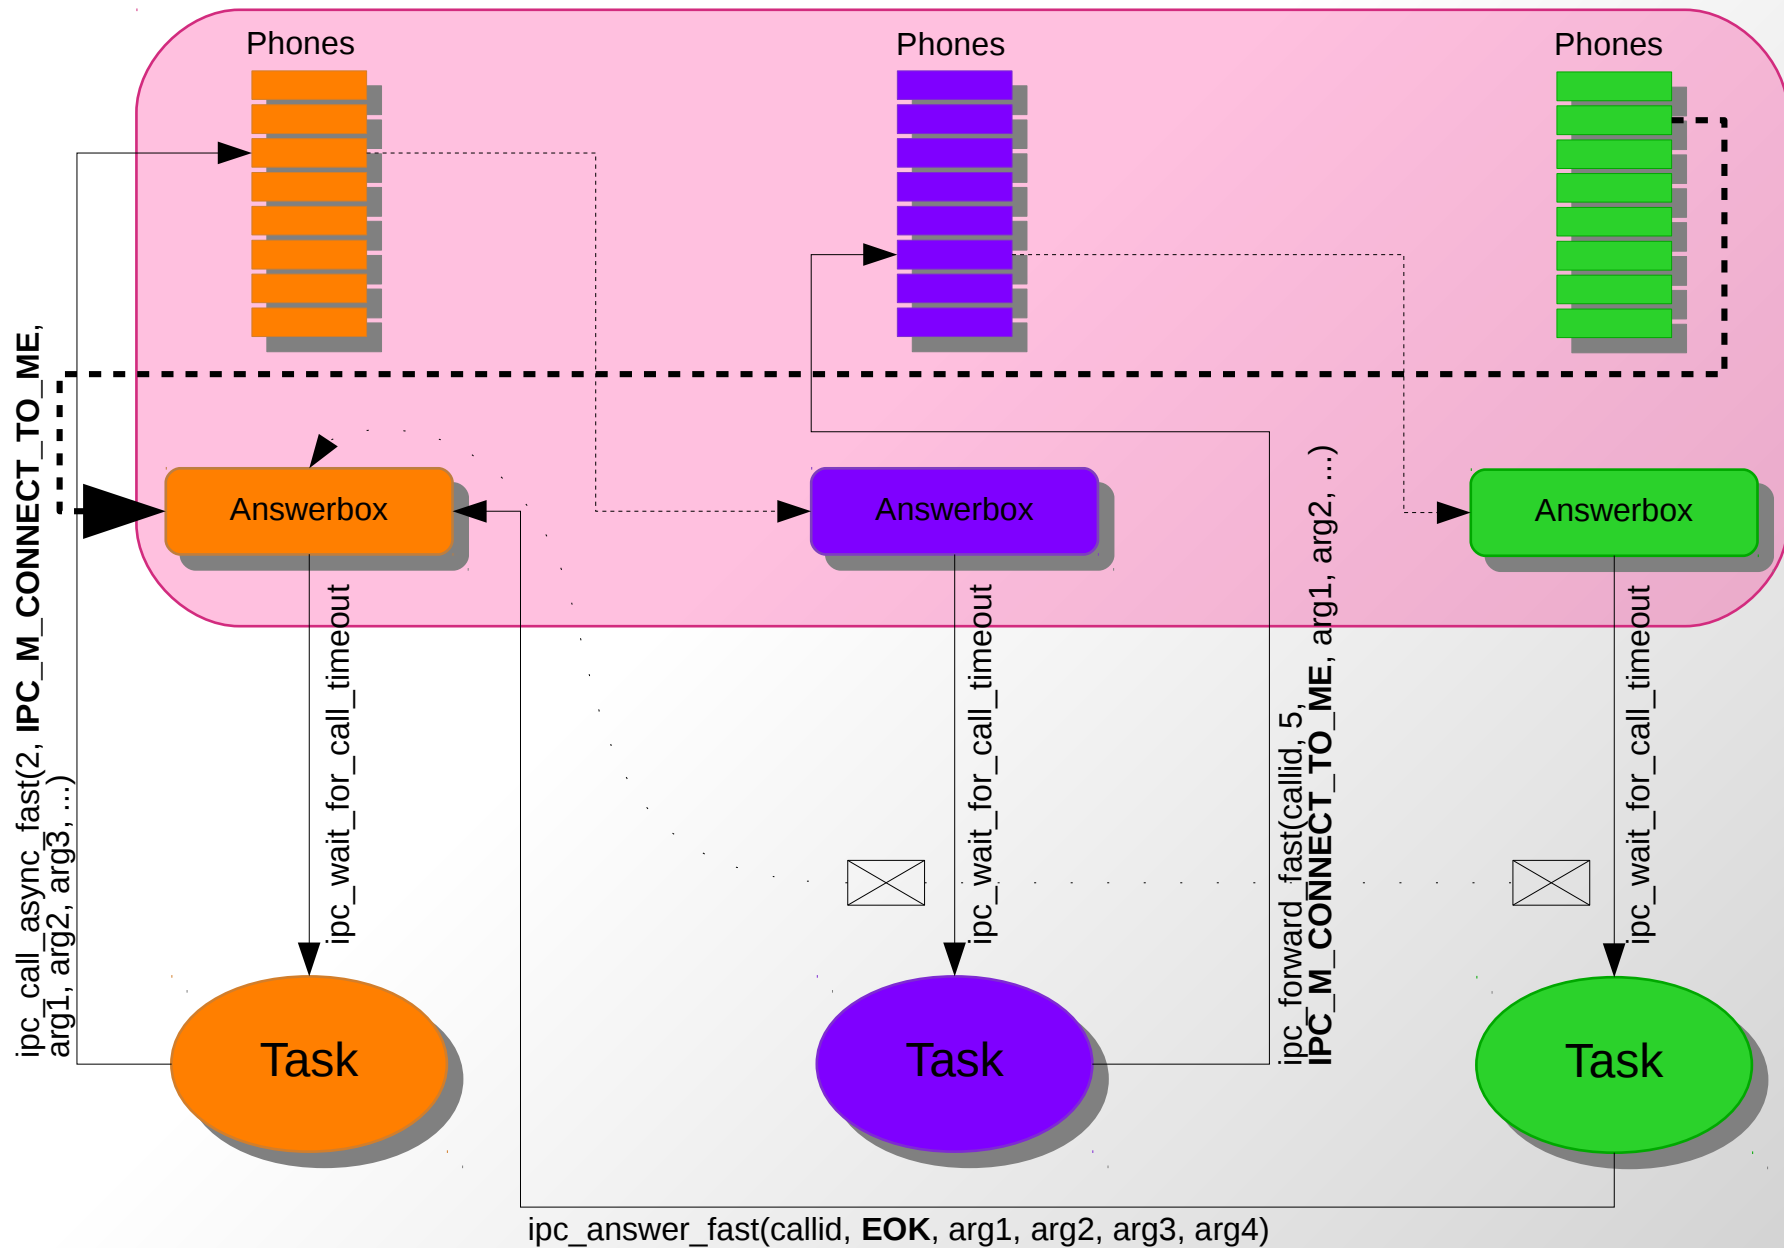 Phones
Phones
Phones
Answerbox
Answerbox
Answerbox
ipc_call_async_fast(2, IPC_M_CONNECT_TO_ME,
arg1, arg2, arg3, ...)
ipc_wait_for_call_timeout
ipc_wait_for_call_timeout
ipc_forward_fast(callid, 5,
IPC_M_CONNECT_TO_ME, arg1, arg2, ...)
ipc_wait_for_call_timeout
Task
Task
Task
ipc_answer_fast(callid, EOK, arg1, arg2, arg3, arg4)